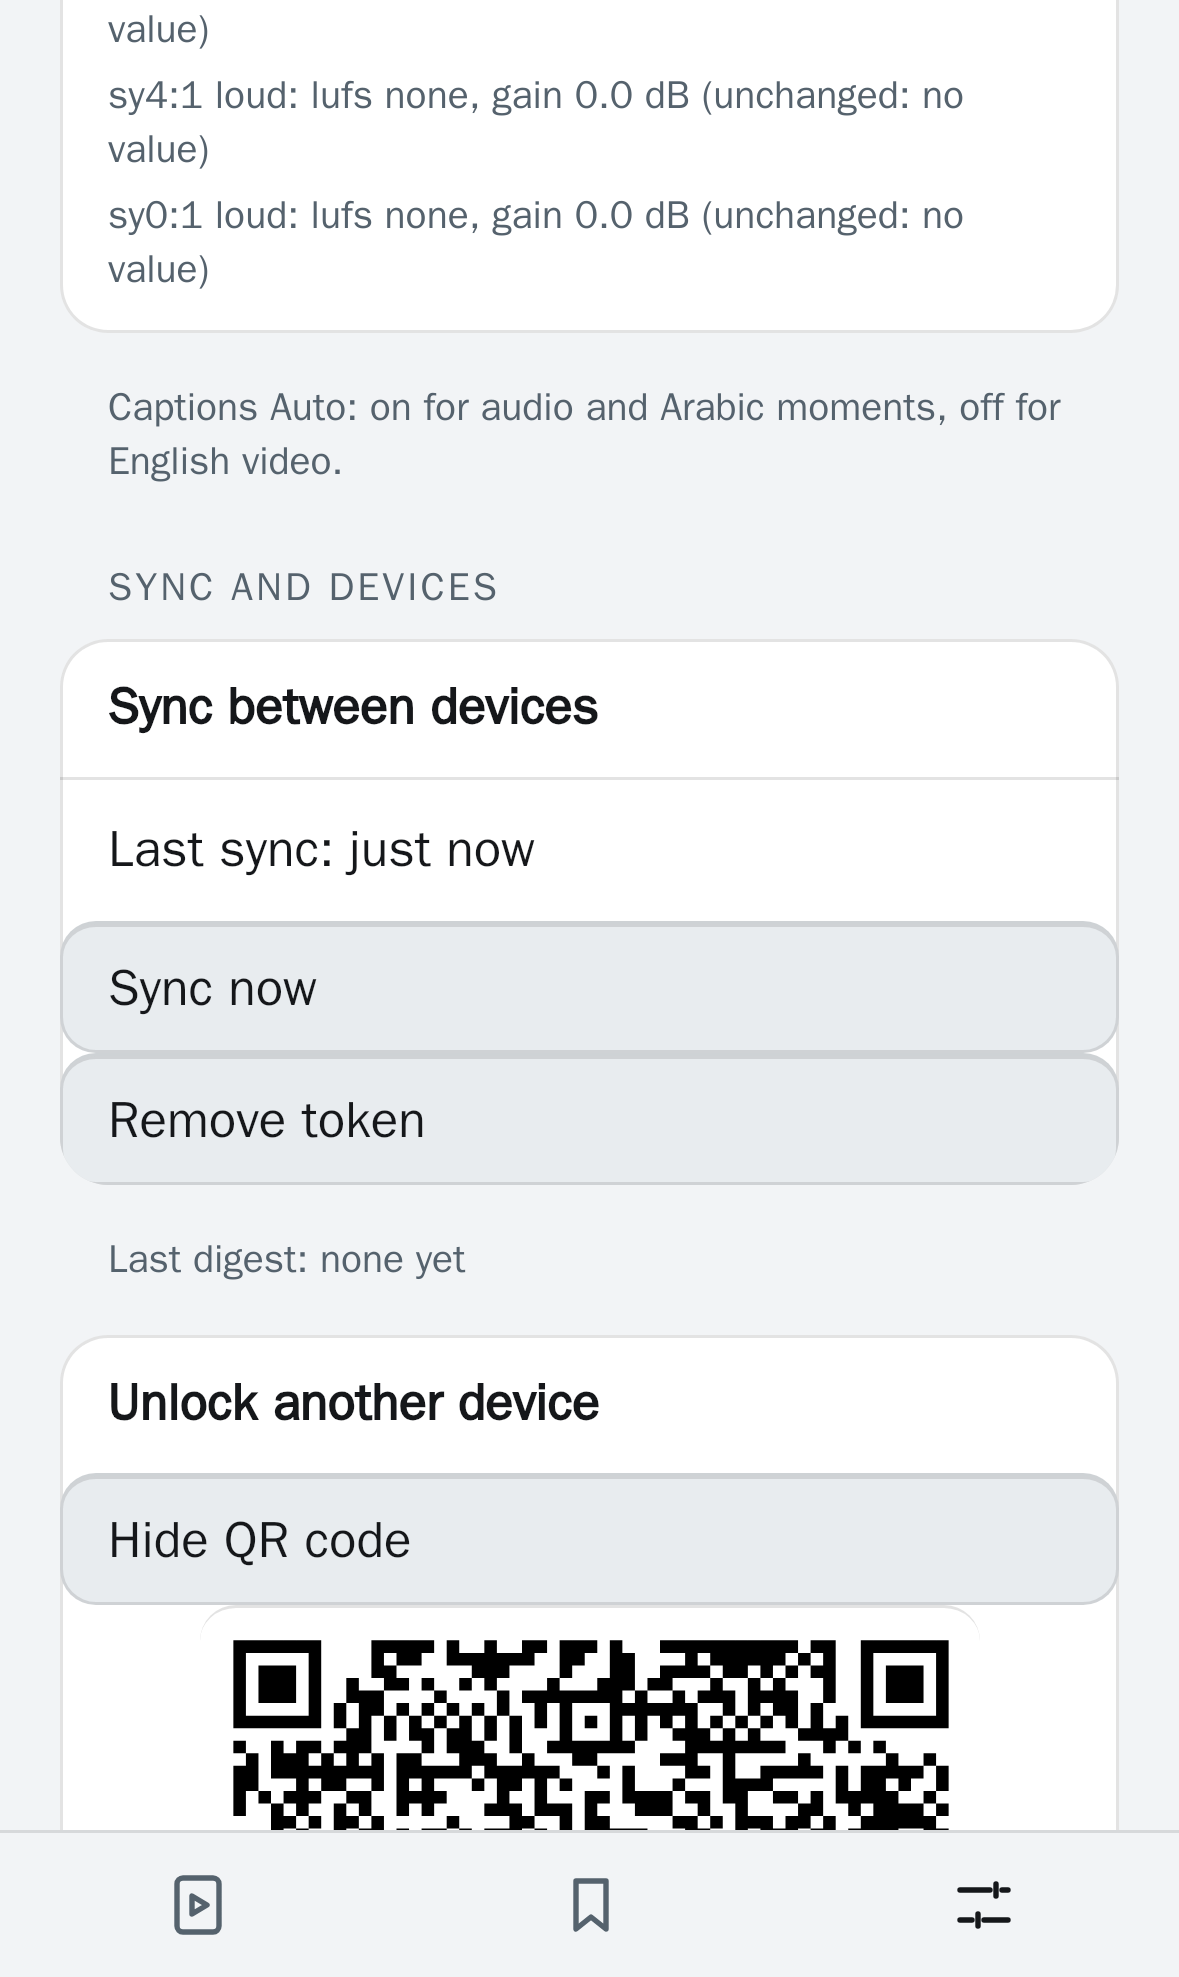 value)
sy4:1 loud: lufs none, gain 0.0 dB (unchanged: no
value)
sy0:1 loud: lufs none, gain 0.0 dB (unchanged: no
value)
Captions Auto: on for audio and Arabic moments, off for
English video.
SYNC AND DEVICES
Sync between devices
Last sync: just now
Sync now
Remove token
Last digest: none yet
Unlock another device
Hide QR code